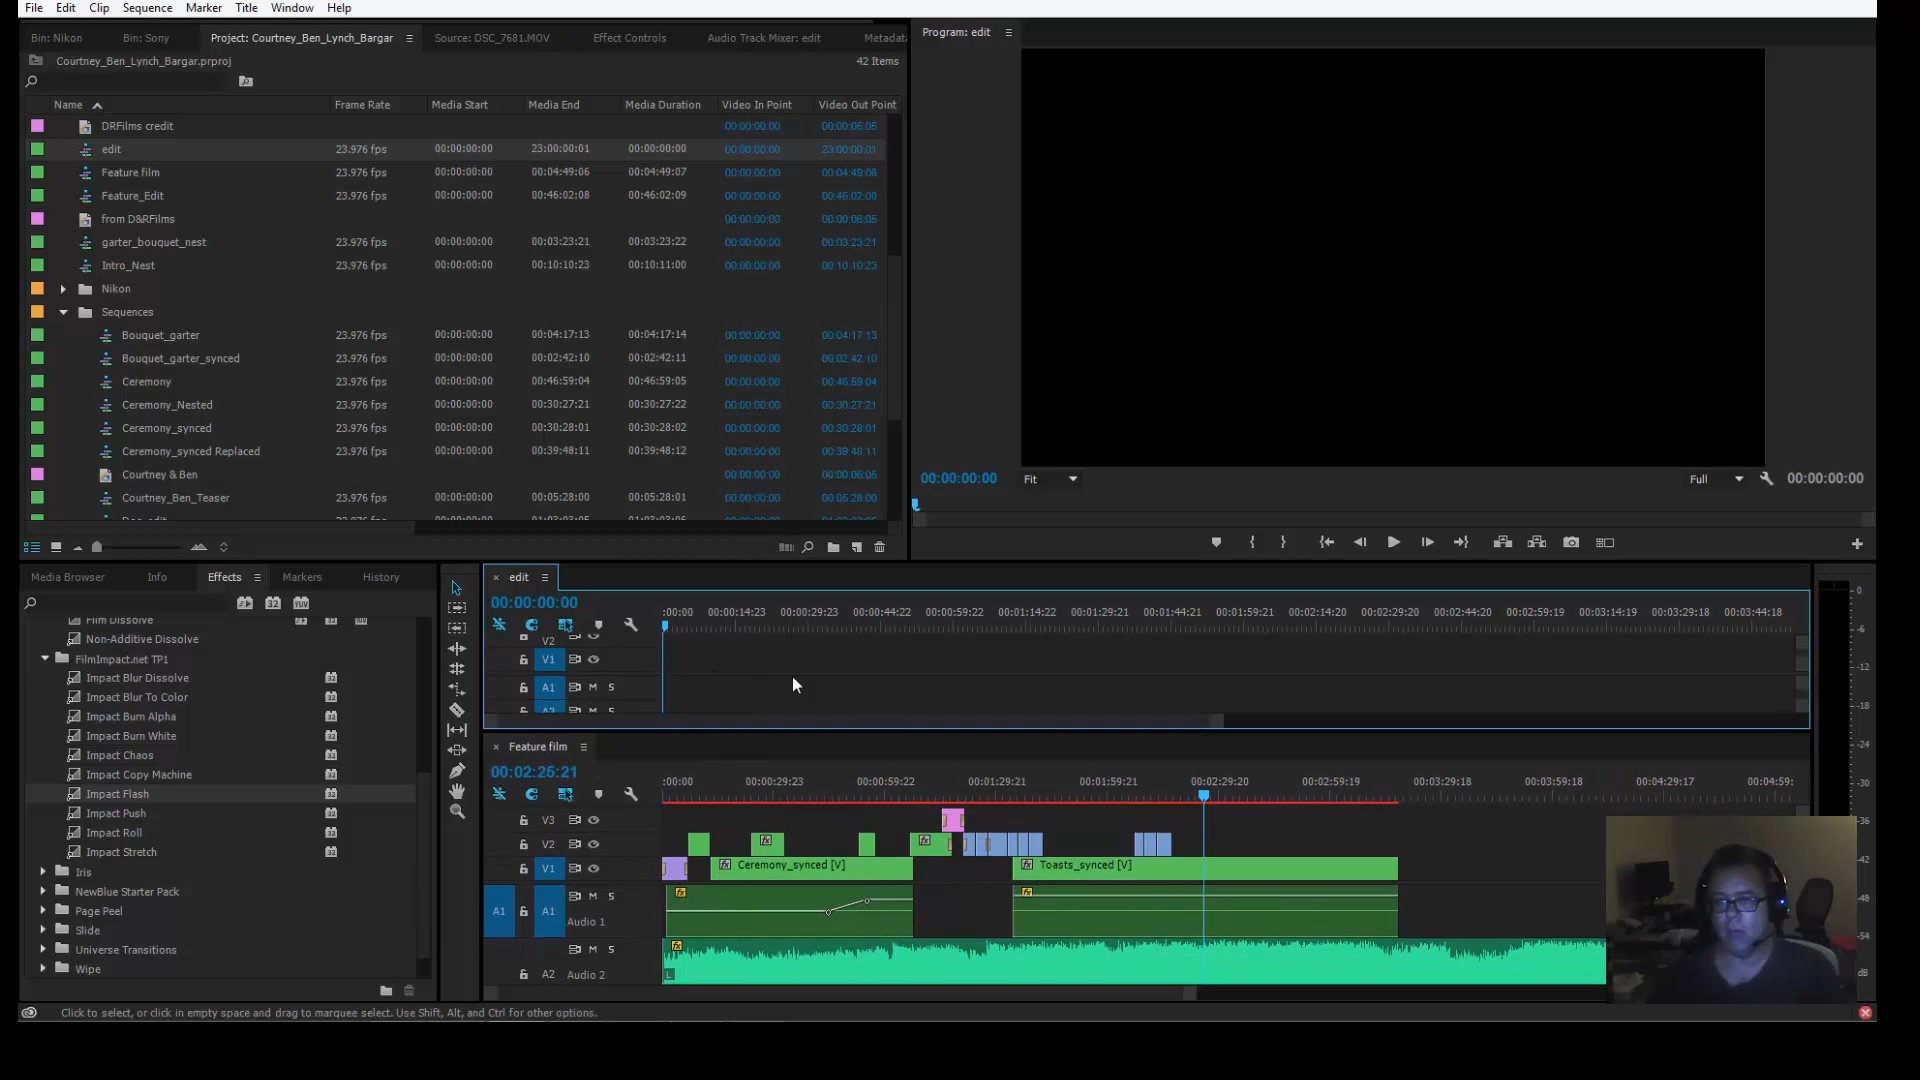 File Edit Clip Sequence Marker Title Window Help
Bin: Nikon Bin: Sony Project: Courtney_Ben_Lynch_Bargar Source: DSC_7681.MOV Effect Controls Audio Track Mixer: edit Metadata
Program: edit
Courtney_Ben_Lynch_Bargar.prproj 42 Items
Name Frame Rate Media Start Media End Media Duration Video In Point Video Out Point
DRFilms credit 00:00:00:00 00:00:05:05
edit 23.976 fps 00:00:00:00 23:00:00:01 00:00:00:00 00:00:00:00 23:00:00:01
Feature film 23.976 fps 00:00:00:00 00:04:49:06 00:04:49:07 00:00:00:00 00:04:49:06
Feature_Edit 23.976 fps 00:00:00:00 00:46:02:08 00:46:02:09 00:00:00:00 00:46:02:08
from D&RFilms 00:00:00:00 00:00:05:05
garter_bouquet_nest 23.976 fps 00:00:00:00 00:03:23:21 00:03:23:22 00:00:00:00 00:03:23:21
Intro_Nest 23.976 fps 00:00:00:00 00:10:10:23 00:10:11:00 00:00:00:00 00:10:10:23
Nikon
Sequences
Bouquet_garter 23.976 fps 00:00:00:00 00:04:17:13 00:04:17:14 00:00:00:00 00:04:17:13
Bouquet_garter_synced 23.976 fps 00:00:00:00 00:02:42:10 00:02:42:11 00:00:00:00 00:02:42:10
Ceremony 23.976 fps 00:00:00:00 00:46:59:04 00:46:59:05 00:00:00:00 00:46:59:04
Ceremony_Nested 23.976 fps 00:00:00:00 00:30:27:21 00:30:27:22 00:00:00:00 00:30:27:21
Ceremony_synced 23.976 fps 00:00:00:00 00:30:28:01 00:30:28:02 00:00:00:00 00:30:28:01
Ceremony_synced Replaced 23.976 fps 00:00:00:00 00:39:48:11 00:39:48:12 00:00:00:00 00:39:48:11
Courtney & Ben 00:00:00:00 00:00:05:05
Courtney_Ben_Teaser 23.976 fps 00:00:00:00 00:05:28:00 00:05:28:01 00:00:00:00 00:05:28:00
00:00:00:00 Fit Full 00:00:00:00
Media Browser Info Effects Markers History
Film Dissolve
Non-Additive Dissolve
FilmImpact.net TP1
Impact Blur Dissolve
Impact Blur To Color
Impact Burn Alpha
Impact Burn White
Impact Chaos
Impact Copy Machine
Impact Flash
Impact Push
Impact Roll
Impact Stretch
Iris
NewBlue Starter Pack
Page Peel
Slide
Universe Transitions
Wipe
edit
00:00:00:00
:00:00 00:00:14:23 00:00:29:23 00:00:44:22 00:00:59:22 00:01:14:22 00:01:29:21 00:01:44:21 00:01:59:21 00:02:14:20 00:02:29:20 00:02:44:20 00:02:59:19 00:03:14:19 00:03:29:18 00:03:44:18
V2
V1
A1 M S
Feature film
00:02:25:21
:00:00 00:00:29:23 00:00:59:22 00:01:29:21 00:01:59:21 00:02:29:20 00:02:59:19 00:03:29:18 00:03:59:18 00:04:29:17 00:04:59:
V3
V2
V1 Ceremony_synced [V] Toasts_synced [V]
A1 A1 M S
Audio 1
M S
A2 Audio 2
L
0
-6
-12
-18
-24
-30
-36
-42
-48
-54
dB
Click to select, or click in empty space and drag to marquee select. Use Shift, Alt, and Ctrl for other options.